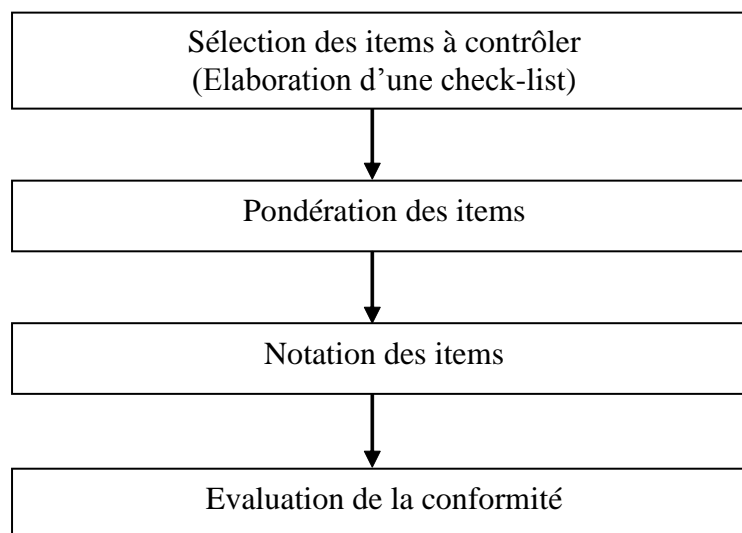 Sélection des items à contrôler
(Elaboration d’une check-list)
Pondération des items
Notation des items
Evaluation de la conformité